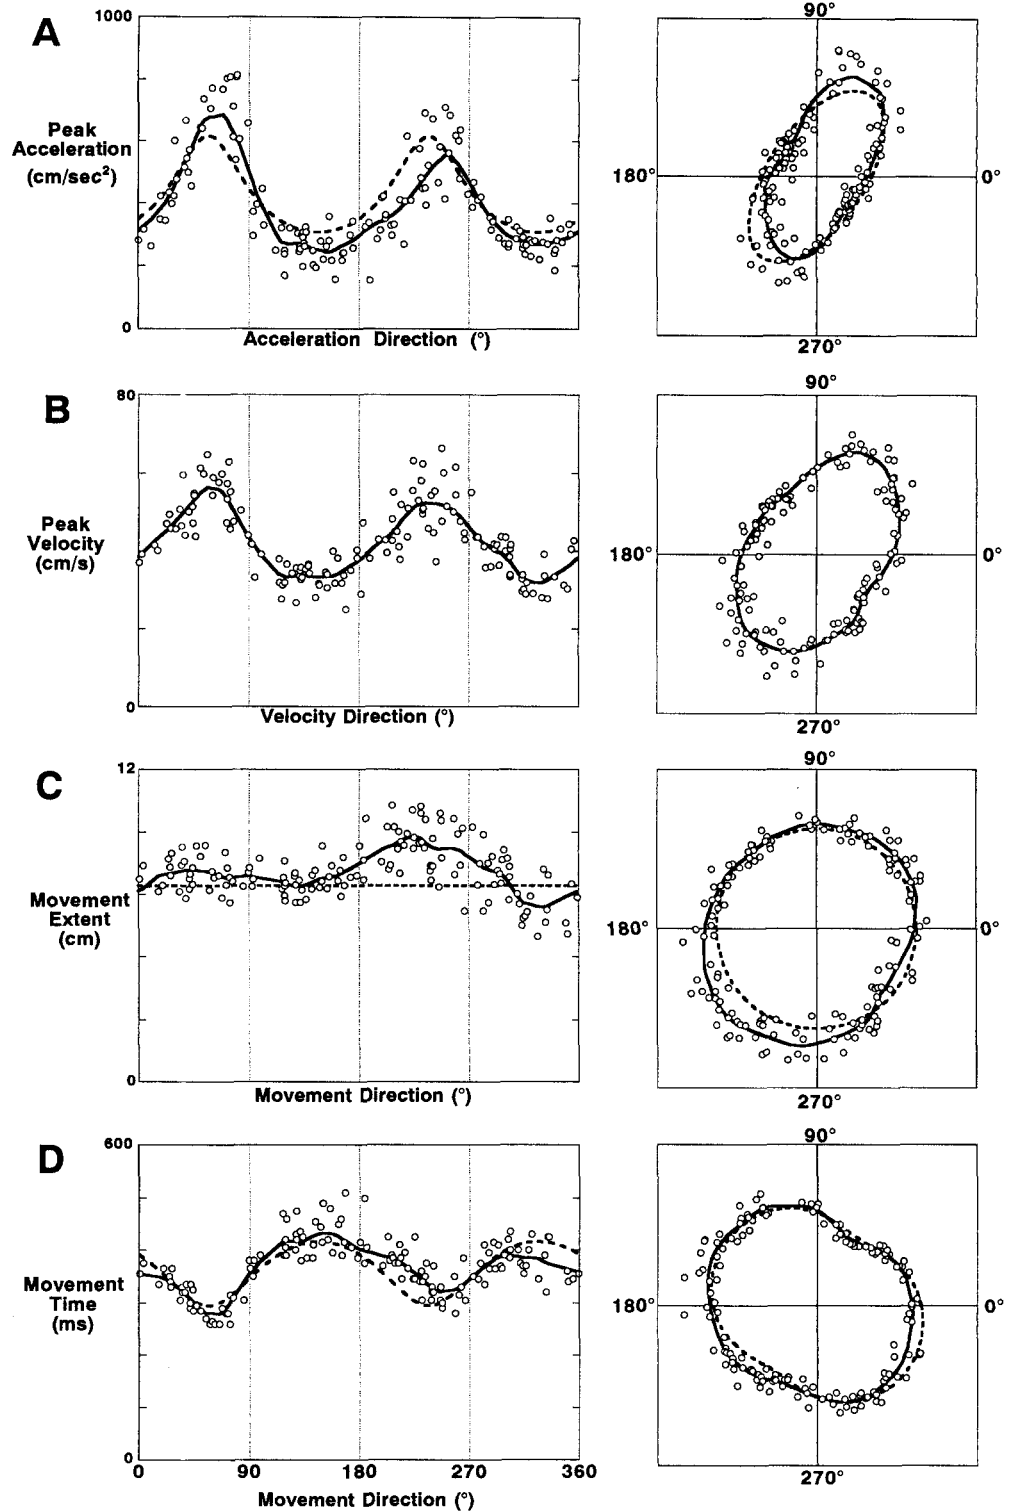 A
1000
Peak
Acceleration
(cm/sec²)
0
Acceleration Direction (°)
90°
180°
0°
270°
B
80
Peak
Velocity
(cm/s)
0
Velocity Direction (°)
90°
180°
0°
270°
C
12
Movement
Extent
(cm)
0
Movement Direction (°)
90°
180°
0°
270°
D
600
Movement
Time
(ms)
0
0 90 180 270 360
Movement Direction (°)
90°
180°
0°
270°